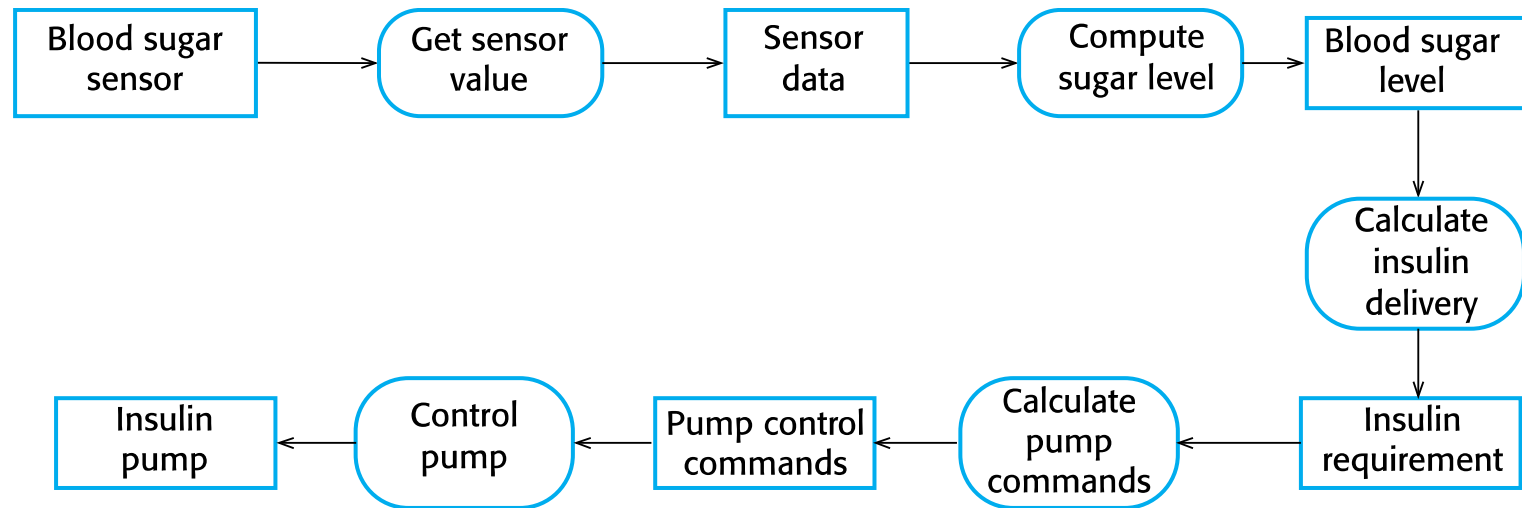 Blood sugar
sensor
Get sensor
value
Sensor
data
Compute
sugar level
Blood sugar
level
Calculate
insulin
delivery
Insulin
requirement
Calculate
pump
commands
Pump control
commands
Control
pump
Insulin
pump